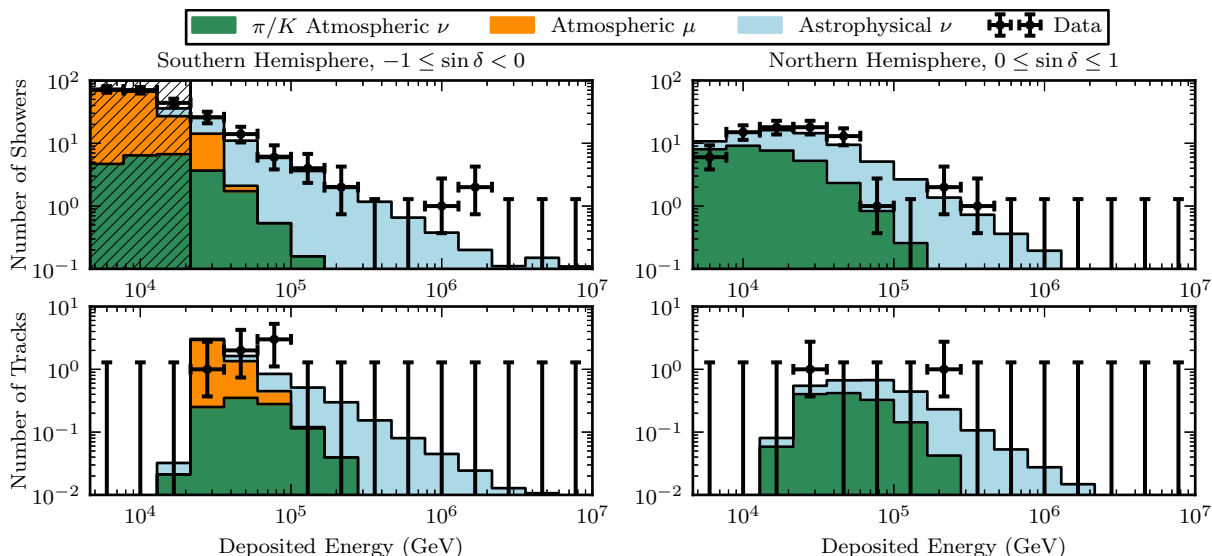 π/K Atmospheric ν Atmospheric μ Astrophysical ν Data
Southern Hemisphere, −1 ≤ sin δ < 0
Northern Hemisphere, 0 ≤ sin δ ≤ 1
Number of Showers
10²
10¹
10⁰
10⁻¹
10⁴ 10⁵ 10⁶ 10⁷
10²
10¹
10⁰
10⁻¹
10⁴ 10⁵ 10⁶ 10⁷
Number of Tracks
10¹
10⁰
10⁻¹
10⁻²
10⁴ 10⁵ 10⁶ 10⁷
Deposited Energy (GeV)
10¹
10⁰
10⁻¹
10⁻²
10⁴ 10⁵ 10⁶ 10⁷
Deposited Energy (GeV)